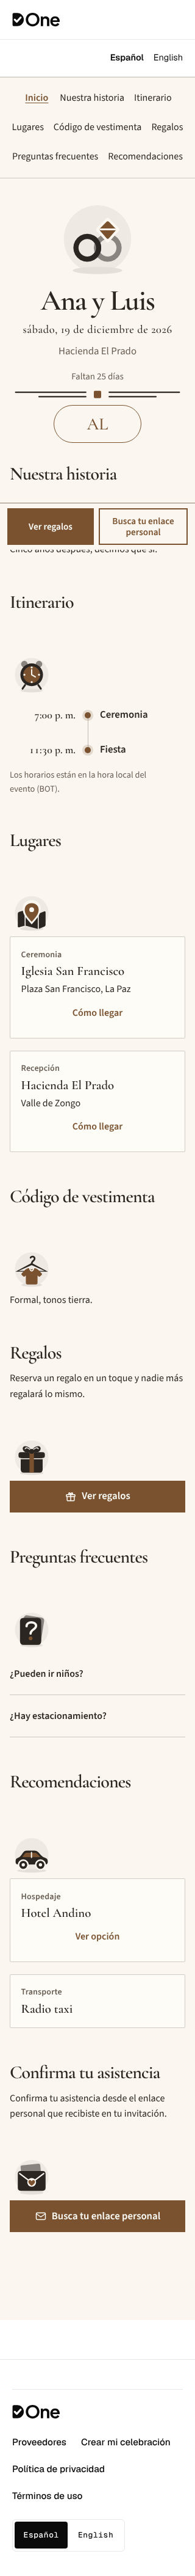 One
Español English
Inicio Nuestra historia Itinerario
Lugares Código de vestimenta Regalos
Preguntas frecuentes Recomendaciones
Ana y Luis
sábado, 19 de diciembre de 2026
Hacienda El Prado
Faltan 25 días
AL
Nuestra historia
Ver regalos
Busca tu enlace
personal
Cinco años después, decimos que sí.
Itinerario
7:00 p. m. Ceremonia
11:30 p. m. Fiesta
Los horarios están en la hora local del
evento (BOT).
Lugares
Ceremonia
Iglesia San Francisco
Plaza San Francisco, La Paz
Cómo llegar
Recepción
Hacienda El Prado
Valle de Zongo
Cómo llegar
Código de vestimenta
Formal, tonos tierra.
Regalos
Reserva un regalo en un toque y nadie más
regalará lo mismo.
Ver regalos
Preguntas frecuentes
?
¿Pueden ir niños?
¿Hay estacionamiento?
Recomendaciones
Hospedaje
Hotel Andino
Ver opción
Transporte
Radio taxi
Confirma tu asistencia
Confirma tu asistencia desde el enlace
personal que recibiste en tu invitación.
Busca tu enlace personal
One
Proveedores Crear mi celebración
Política de privacidad
Términos de uso
Español English